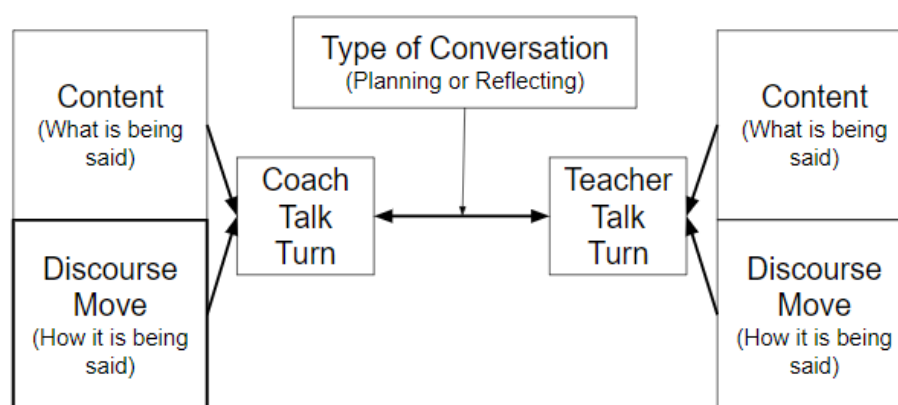 Type of Conversation
(Planning or Reflecting)
Content
(What is being
said)
Discourse
Move
(How it is being
said)
Coach
Talk
Turn
Teacher
Talk
Turn
Content
(What is being
said)
Discourse
Move
(How it is being
said)